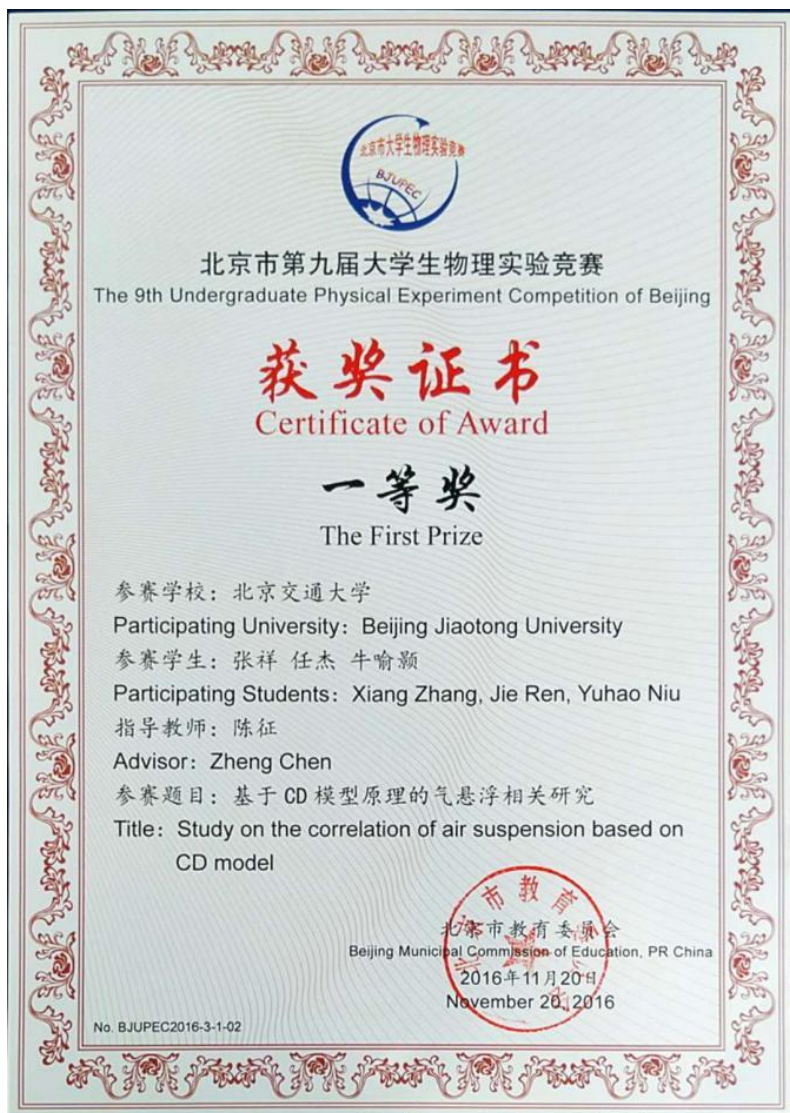 北京市大学生物理实验竞赛
BJUPEC
北京市第九届大学生物理实验竞赛
The 9th Undergraduate Physical Experiment Competition of Beijing
获奖证书
Certificate of Award
一等奖
The First Prize
参赛学校：北京交通大学
Participating University：Beijing Jiaotong University
参赛学生：张祥 任杰 牛喻颢
Participating Students：Xiang Zhang, Jie Ren, Yuhao Niu
指导教师：陈征
Advisor：Zheng Chen
参赛题目：基于 CD 模型原理的气悬浮相关研究
Title：Study on the correlation of air suspension based on
CD model
北京市教育委员会
Beijing Municipal Commission of Education, PR China
2016年11月20日
November 20, 2016
No. BJUPEC2016-3-1-02